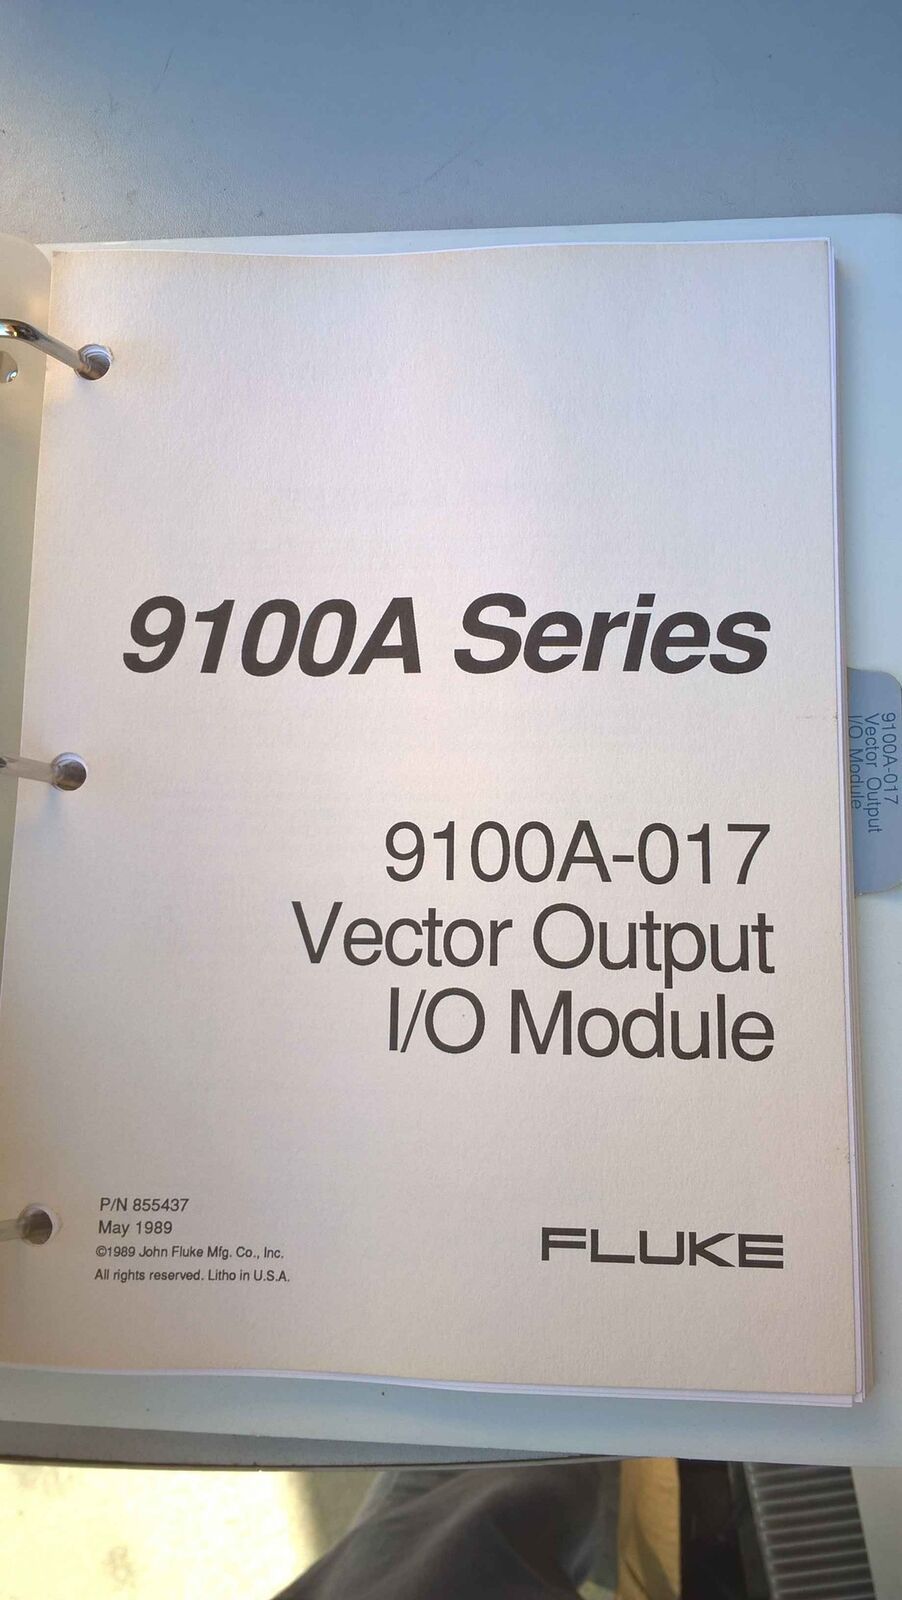 9100A Series
9100A-017
Vector Output
I/O Module
P/N 855437
May 1989
©1989 John Fluke Mfg. Co., Inc.
All rights reserved. Litho in U.S.A.
FLUKE
9100A-017
Vector Output
I/O Module